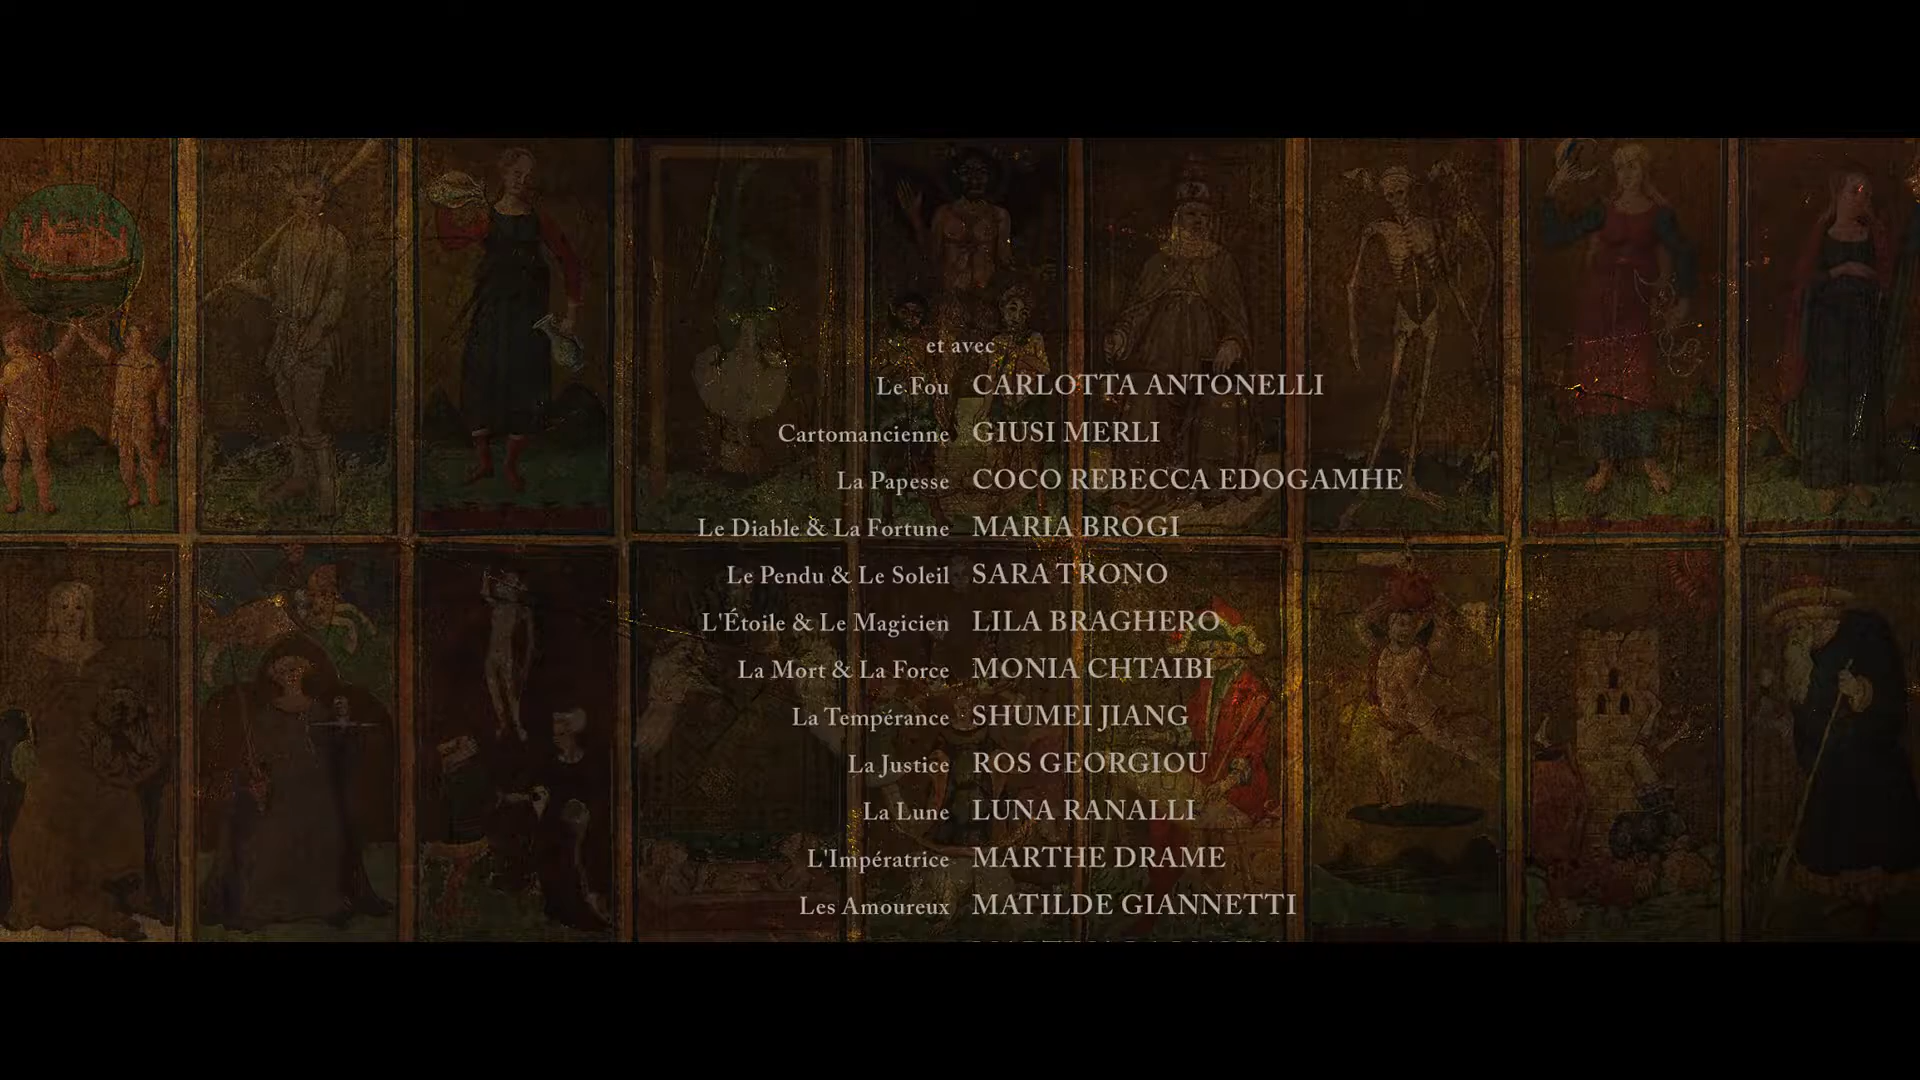 et avec
Le Fou CARLOTTA ANTONELLI
Cartomancienne GIUSI MERLI
La Papesse COCO REBECCA EDOGAMHE
Le Diable & La Fortune MARIA BROGI
Le Pendu & Le Soleil SARA TRONO
L'Étoile & Le Magicien LILA BRAGHERO
La Mort & La Force MONIA CHTAIBI
La Tempérance SHUMEI JIANG
La Justice ROS GEORGIOU
La Lune LUNA RANALLI
L'Impératrice MARTHE DRAME
Les Amoureux MATILDE GIANNETTI